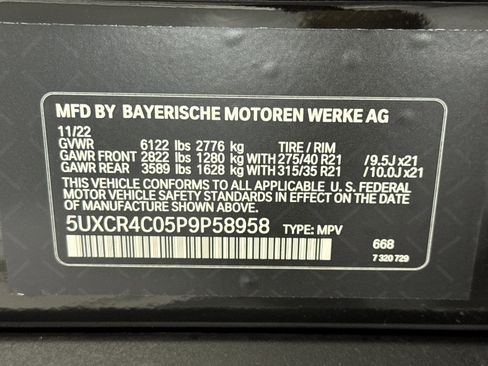 MFD BY BAYERISCHE MOTOREN WERKE AG
11/22
GVWR 6122 lbs 2776 kg TIRE / RIM
GAWR FRONT 2822 lbs 1280 kg WITH 275/40 R21 / 9.5J x21
GAWR REAR 3589 lbs 1628 kg WITH 315/35 R21 / 10.0J x21
THIS VEHICLE CONFORMS TO ALL APPLICABLE U. S. FEDERAL
MOTOR VEHICLE SAFETY STANDARDS IN EFFECT ON THE DATE
OF MANUFACTURE SHOWN ABOVE.
5UXCR4C05P9P58958 TYPE: MPV
668
7 320 729